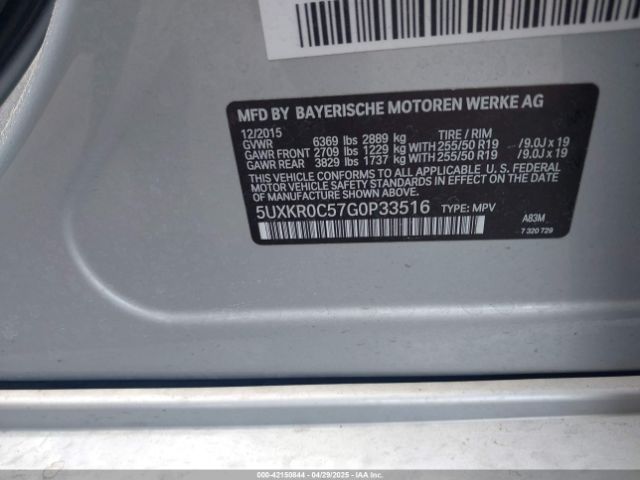 MFD BY BAYERISCHE MOTOREN WERKE AG
12/2015 TIRE / RIM
GVWR 6369 lbs 2889 kg
GAWR FRONT 2709 lbs 1229 kg WITH 255/50 R19 /9.0J x 19
GAWR REAR 3829 lbs 1737 kg WITH 255/50 R19 /9.0J x 19
THIS VEHICLE CONFORMS TO ALL APPLICABLE U. S. FEDERAL
MOTOR VEHICLE SAFETY STANDARDS IN EFFECT ON THE DATE
OF MANUFACTURE SHOWN ABOVE.
5UXKR0C57G0P33516 TYPE: MPV
A83M
7 320 729
000-42150844 04/29/2025 IAAI.COM